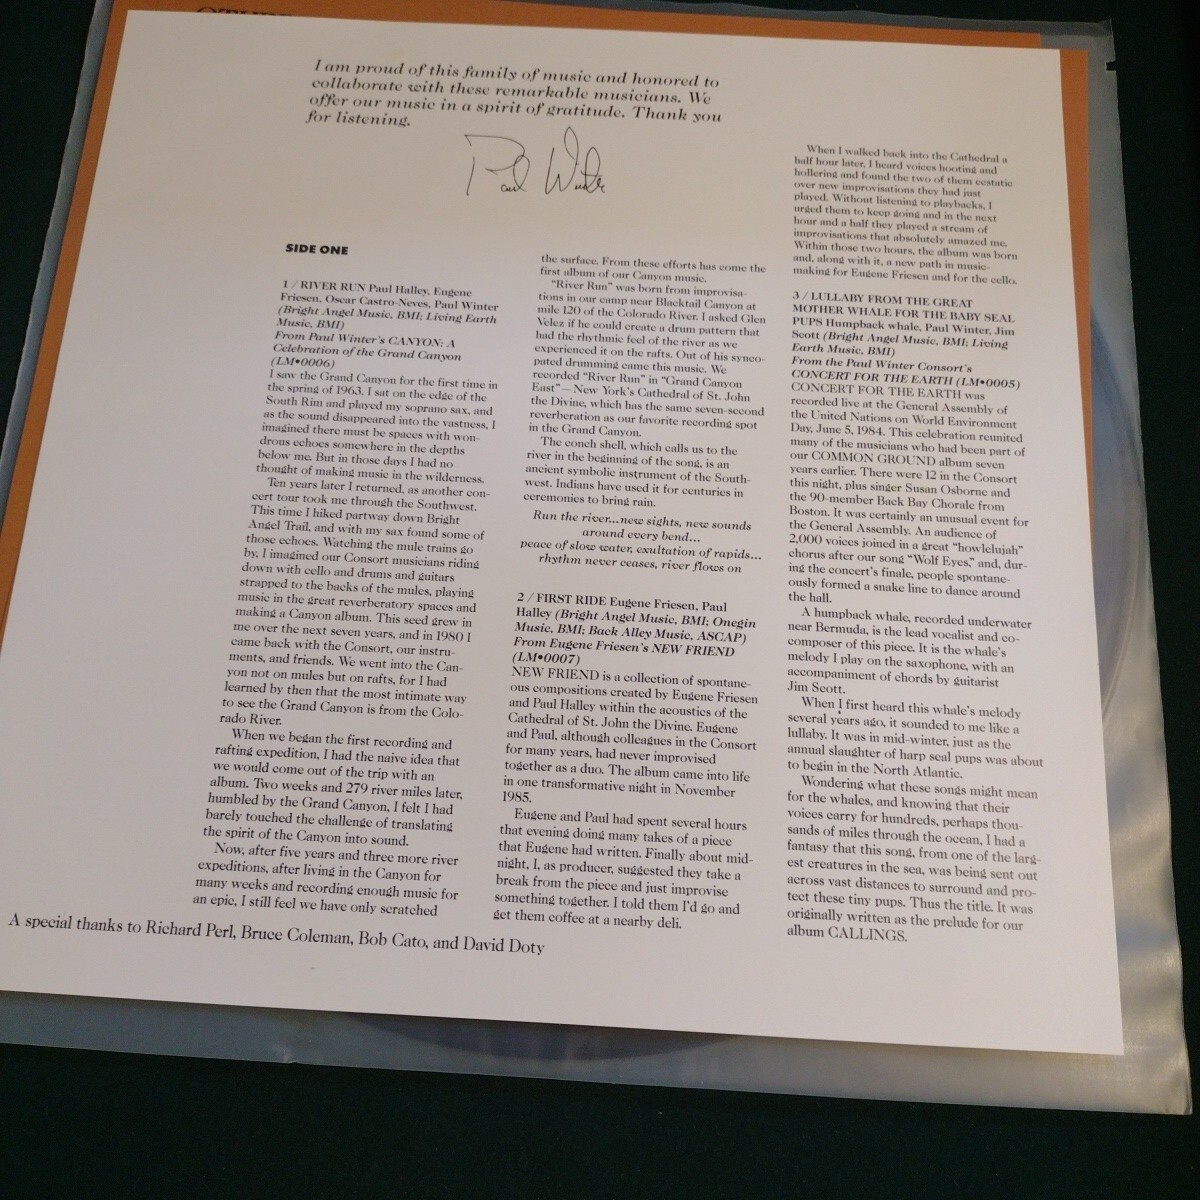 I am proud of this family of music and honored to
collaborate with these remarkable musicians. We
offer our music in a spirit of gratitude. Thank you
for listening.
Paul Winter
SIDE ONE
1 / RIVER RUN Paul Halley, Eugene
Friesen, Oscar Castro-Neves, Paul Winter
(Bright Angel Music, BMI; Living Earth
Music, BMI)
From Paul Winter's CANYON: A
Celebration of the Grand Canyon
(LM•0006)
I saw the Grand Canyon for the first time in
the spring of 1963. I sat on the edge of the
South Rim and played my soprano sax, and
as the sound disappeared into the vastness, I
imagined there must be spaces with won-
drous echoes somewhere in the depths
below me. But in those days I had no
thought of making music in the wilderness.
Ten years later I returned, as another con-
cert tour took me through the Southwest.
This time I hiked partway down Bright
Angel Trail, and with my sax found some of
those echoes. Watching the mule trains go
by, I imagined our Consort musicians riding
down with cello and drums and guitars
strapped to the backs of the mules, playing
music in the great reverberatory spaces and
making a Canyon album. This seed grew in
me over the next seven years, and in 1980 I
came back with the Consort, our instru-
ments, and friends. We went into the Can-
yon not on mules but on rafts, for I had
learned by then that the most intimate way
to see the Grand Canyon is from the Colo-
rado River.
When we began the first recording and
rafting expedition, I had the naive idea that
we would come out of the trip with an
album. Two weeks and 279 river miles later,
humbled by the Grand Canyon, I felt I had
barely touched the challenge of translating
the spirit of the Canyon into sound.
Now, after five years and three more river
expeditions, after living in the Canyon for
many weeks and recording enough music for
an epic, I still feel we have only scratched
the surface. From these efforts has come the
first album of our Canyon music.
"River Run" was born from improvisa-
tions in our camp near Blacktail Canyon at
mile 120 of the Colorado River. I asked Glen
Velez if he could create a drum pattern that
had the rhythmic feel of the river as we
experienced it on the rafts. Out of his synco-
pated drumming came this music. We
recorded "River Run" in "Grand Canyon
East"—New York's Cathedral of St. John
the Divine, which has the same seven-second
reverberation as our favorite recording spot
in the Grand Canyon.
The conch shell, which calls us to the
river in the beginning of the song, is an
ancient symbolic instrument of the South-
west. Indians have used it for centuries in
ceremonies to bring rain.
Run the river...new sights, new sounds
around every bend...
peace of slow water, exultation of rapids...
rhythm never ceases, river flows on
2 / FIRST RIDE Eugene Friesen, Paul
Halley (Bright Angel Music, BMI; Onegin
Music, BMI; Back Alley Music, ASCAP)
From Eugene Friesen's NEW FRIEND
(LM•0007)
NEW FRIEND is a collection of spontane-
ous compositions created by Eugene Friesen
and Paul Halley within the acoustics of the
Cathedral of St. John the Divine. Eugene
and Paul, although colleagues in the Consort
for many years, had never improvised
together as a duo. The album came into life
in one transformative night in November
1985.
Eugene and Paul had spent several hours
that evening doing many takes of a piece
that Eugene had written. Finally about mid-
night, I, as producer, suggested they take a
break from the piece and just improvise
something together. I told them I'd go and
get them coffee at a nearby deli.
When I walked back into the Cathedral a
half hour later, I heard voices hooting and
hollering and found the two of them ecstatic
over new improvisations they had just
played. Without listening to playbacks, I
urged them to keep going and in the next
hour and a half they played a stream of
improvisations that absolutely amazed me.
Within those two hours, the album was born
and, along with it, a new path in music-
making for Eugene Friesen and for the cello.
3 / LULLABY FROM THE GREAT
MOTHER WHALE FOR THE BABY SEAL
PUPS Humpback whale, Paul Winter, Jim
Scott (Bright Angel Music, BMI; Living
Earth Music, BMI)
From the Paul Winter Consort's
CONCERT FOR THE EARTH (LM•0005)
CONCERT FOR THE EARTH was
recorded live at the General Assembly of
the United Nations on World Environment
Day, June 5, 1984. This celebration reunited
many of the musicians who had been part of
our COMMON GROUND album seven
years earlier. There were 12 in the Consort
this night, plus singer Susan Osborne and
the 90-member Back Bay Chorale from
Boston. It was certainly an unusual event for
the General Assembly. An audience of
2,000 voices joined in a great "howlelujah"
chorus after our song "Wolf Eyes," and, dur-
ing the concert's finale, people spontane-
ously formed a snake line to dance around
the hall.
A humpback whale, recorded underwater
near Bermuda, is the lead vocalist and co-
composer of this piece. It is the whale's
melody I play on the saxophone, with an
accompaniment of chords by guitarist
Jim Scott.
When I first heard this whale's melody
several years ago, it sounded to me like a
lullaby. It was in mid-winter, just as the
annual slaughter of harp seal pups was about
to begin in the North Atlantic.
Wondering what these songs might mean
for the whales, and knowing that their
voices carry for hundreds, perhaps thou-
sands of miles through the ocean, I had a
fantasy that this song, from one of the larg-
est creatures in the sea, was being sent out
across vast distances to surround and pro-
tect these tiny pups. Thus the title. It was
originally written as the prelude for our
album CALLINGS.
A special thanks to Richard Perl, Bruce Coleman, Bob Cato, and David Doty